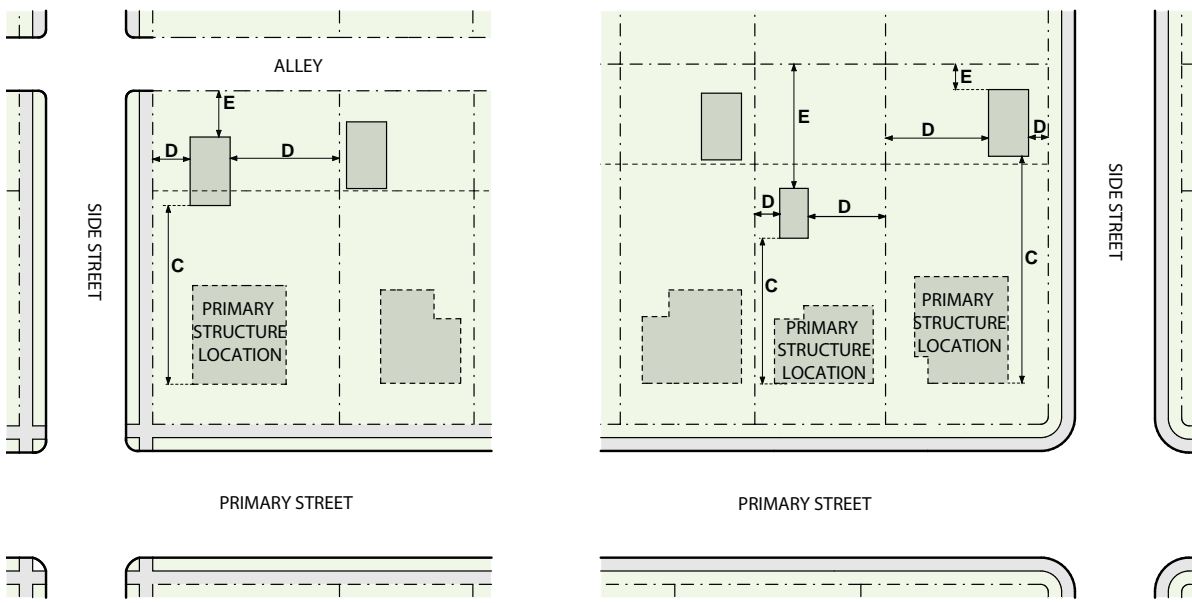 ALLEY
E
D
D
SIDE STREET
C
PRIMARY
STRUCTURE
LOCATION
PRIMARY STREET
E
E
D
D
D
D
SIDE STREET
C
C
PRIMARY
STRUCTURE
LOCATION
PRIMARY
STRUCTURE
LOCATION
PRIMARY STREET